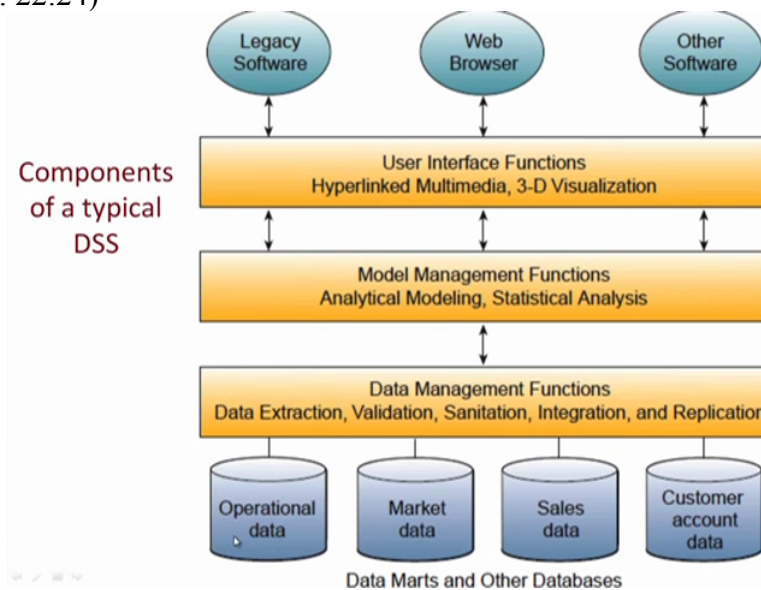 : 22:24)
Legacy
Software
Web
Browser
Other
Software
Components
of a typical
DSS
User Interface Functions
Hyperlinked Multimedia, 3-D Visualization
Model Management Functions
Analytical Modeling, Statistical Analysis
Data Management Functions
Data Extraction, Validation, Sanitation, Integration, and Replication
Operational
data
Market
data
Sales
data
Customer
account
data
Data Marts and Other Databases